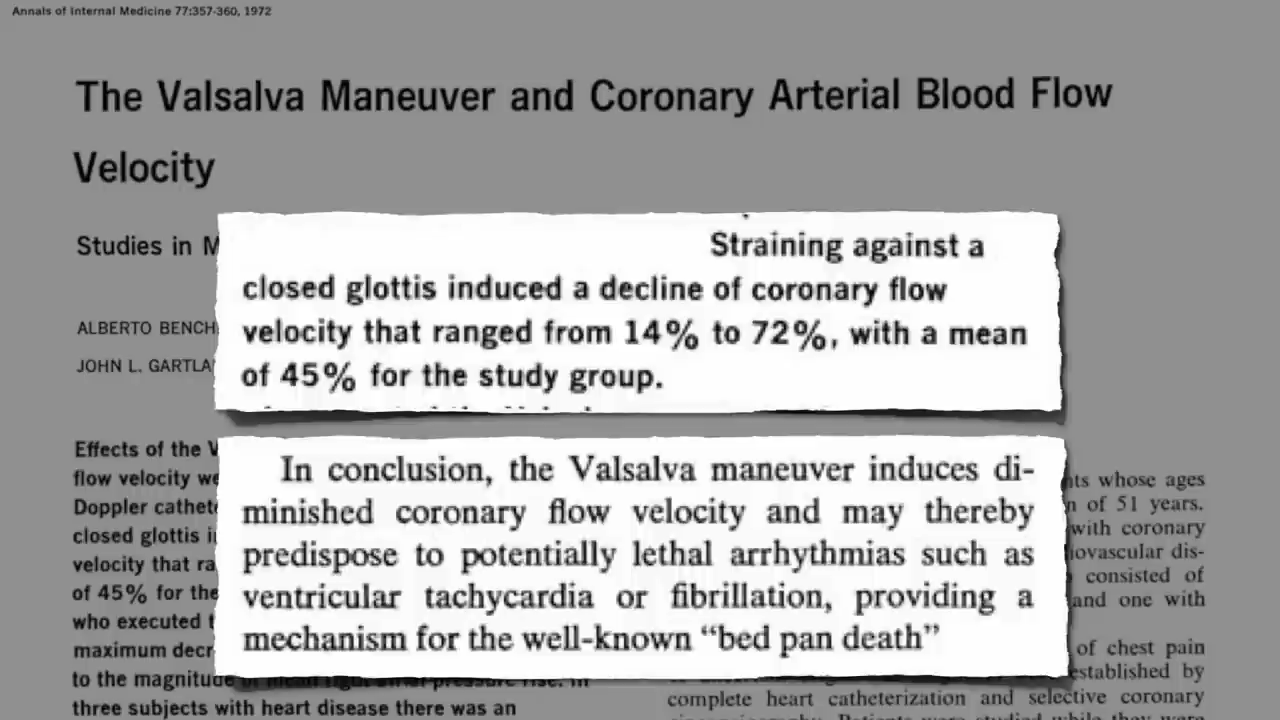 Annals of Internal Medicine 77:357-360, 1972
The Valsalva Maneuver and Coronary Arterial Blood Flow
Velocity
Studies in M
ALBERTO BENCH
JOHN L. GARTLA
Straining against a
closed glottis induced a decline of coronary flow
velocity that ranged from 14% to 72%, with a mean
of 45% for the study group.
In conclusion, the Valsalva maneuver induces di-
minished coronary flow velocity and may thereby
predispose to potentially lethal arrhythmias such as
ventricular tachycardia or fibrillation, providing a
mechanism for the well-known “bed pan death”
Effects of the V
flow velocity we
Doppler cathet
closed glottis i
velocity that ra
of 45% for the
who executed t
maximum decr
to the magnitude
three subjects with heart disease there was an
whose ages
of 51 years.
with coronary
iovascular dis-
consisted of
and one with
of chest pain
established by
complete heart catheterization and selective coronary